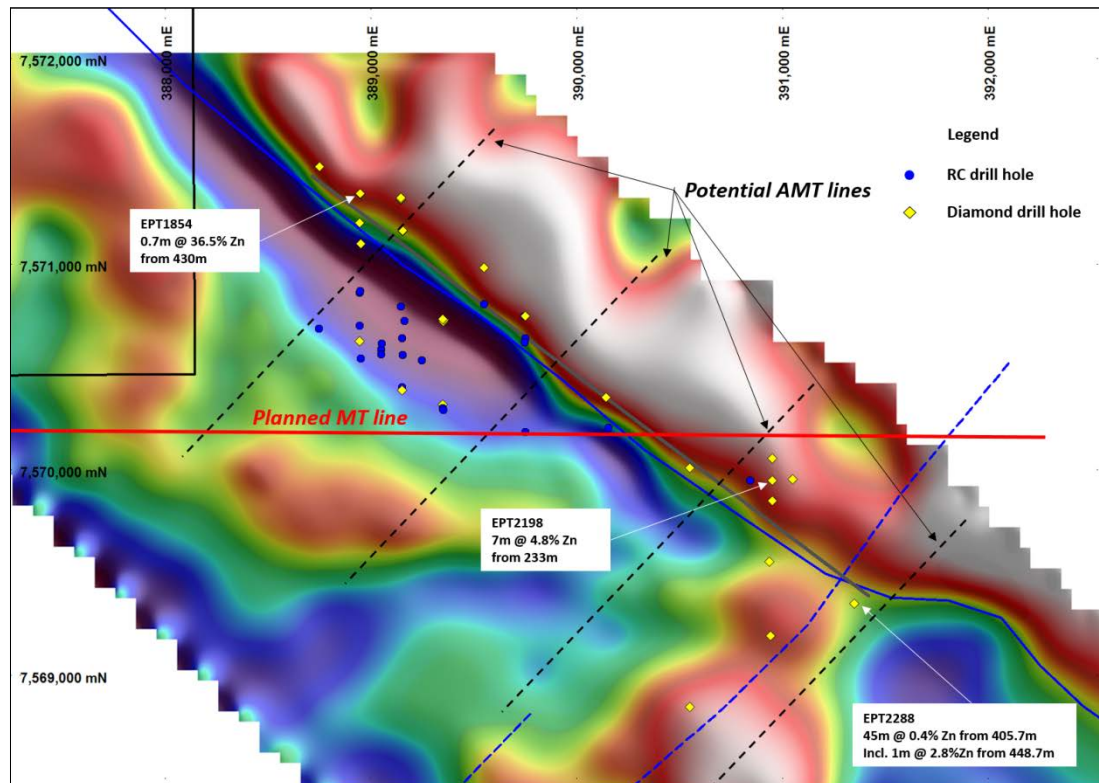 388,000 mE
389,000 mE
390,000 mE
391,000 mE
392,000 mE
7,572,000 mN
Legend
RC drill hole
Diamond drill hole
Potential AMT lines
EPT1854
0.7m @ 36.5% Zn
from 430m
7,571,000 mN
Planned MT line
7,570,000 mN
EPT2198
7m @ 4.8% Zn
from 233m
7,569,000 mN
EPT2288
45m @ 0.4% Zn from 405.7m
Incl. 1m @ 2.8%Zn from 448.7m